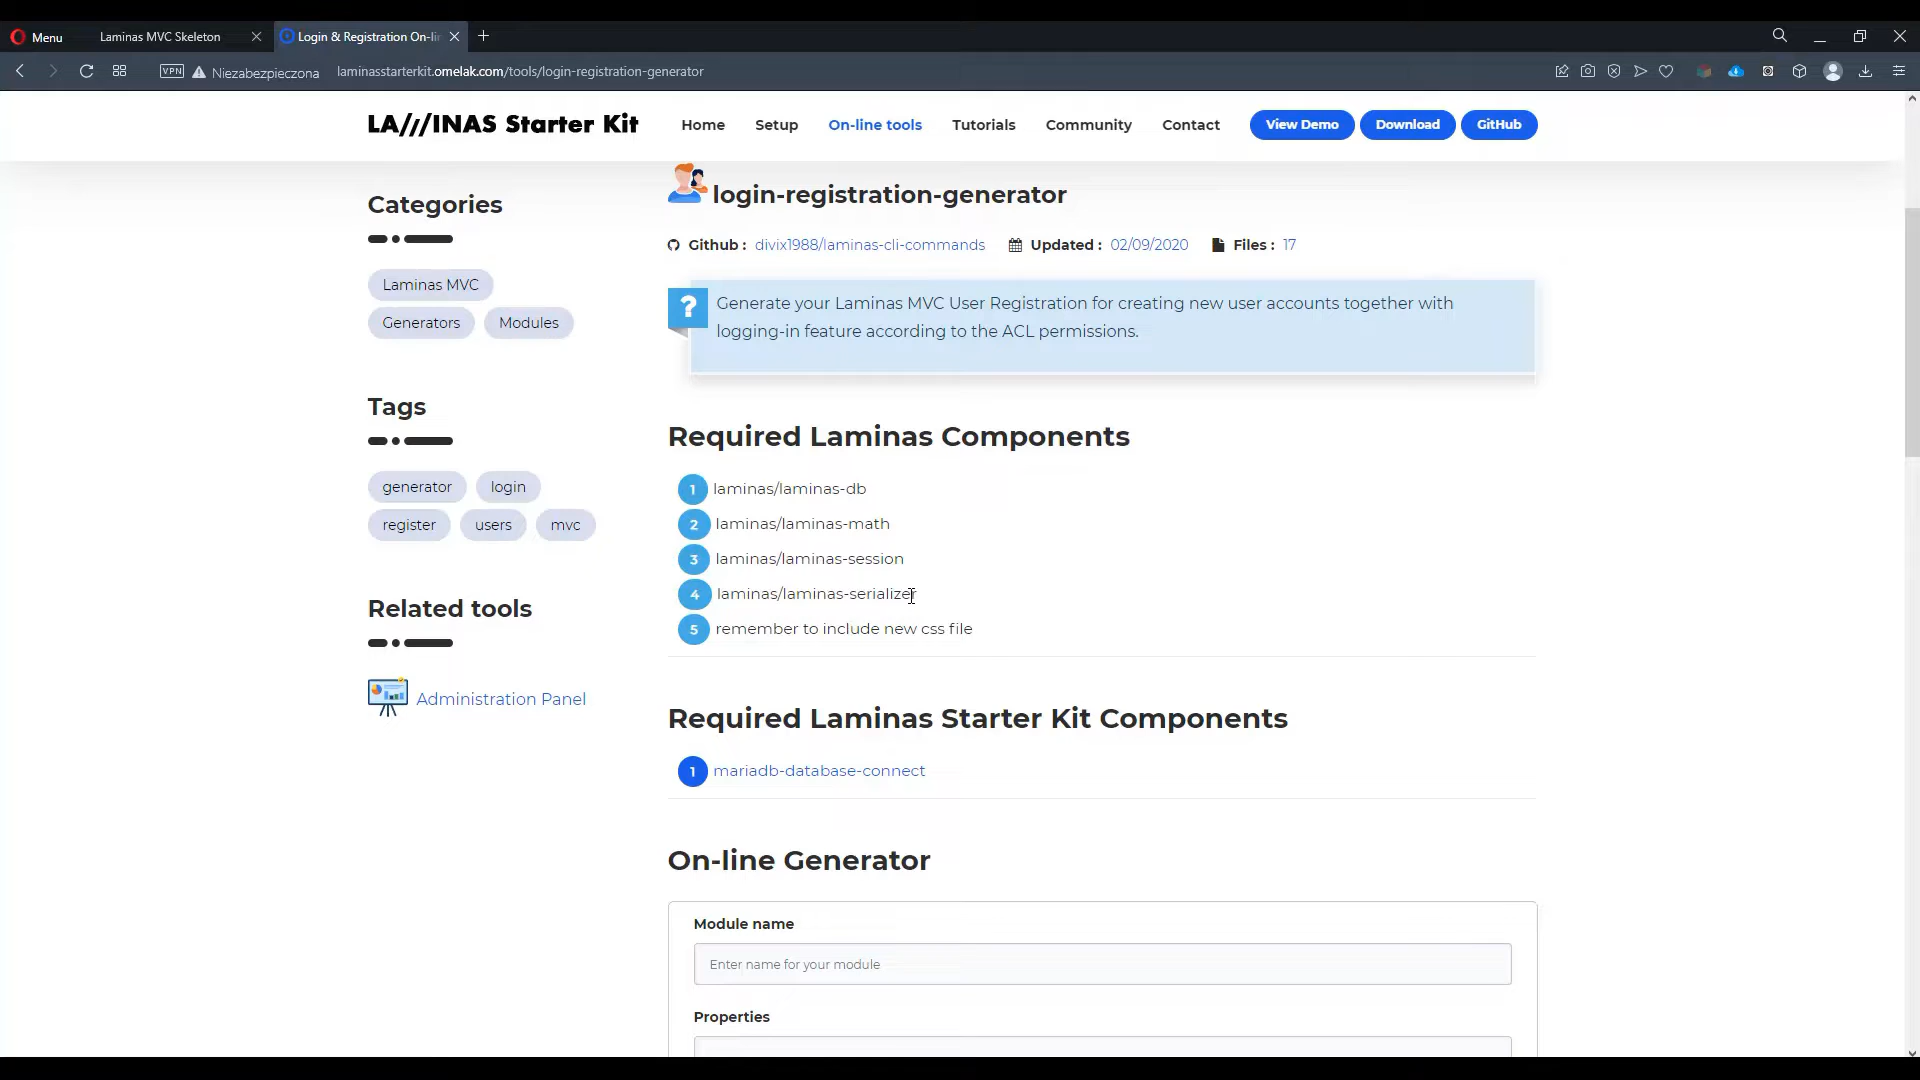 Menu
Laminas MVC Skeleton
Login & Registration On-li
VPN
Niezabezpieczona
laminasstarterkit.omelak.com/tools/login-registration-generator
LA///INAS Starter Kit
Home
Setup
On-line tools
Tutorials
Community
Contact
View Demo
Download
GitHub
Categories
Laminas MVC
Generators
Modules
Tags
generator
login
register
users
mvc
Related tools
Administration Panel
login-registration-generator
Github : divix1988/laminas-cli-commands
Updated : 02/09/2020
Files : 17
?
Generate your Laminas MVC User Registration for creating new user accounts together with
logging-in feature according to the ACL permissions.
Required Laminas Components
1 laminas/laminas-db
2 laminas/laminas-math
3 laminas/laminas-session
4 laminas/laminas-serializer
5 remember to include new css file
Required Laminas Starter Kit Components
1 mariadb-database-connect
On-line Generator
Module name
Enter name for your module
Properties